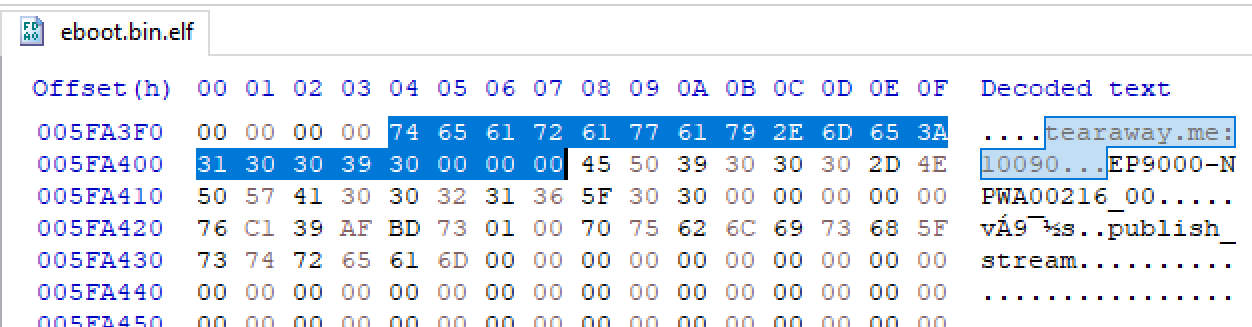 eboot.bin.elf
Offset(h) 00 01 02 03 04 05 06 07 08 09 0A 0B 0C 0D 0E 0F Decoded text
005FA3F0 00 00 00 00 74 65 61 72 61 77 61 79 2E 6D 65 3A ....tearaway.me:
005FA400 31 30 30 39 30 00 00 00 45 50 39 30 30 30 2D 4E 10090...EP9000-N
005FA410 50 57 41 30 30 32 31 36 5F 30 30 00 00 00 00 00 PWA00216_00.....
005FA420 76 C1 39 AF BD 73 01 00 70 75 62 6C 69 73 68 5F vÁ9¯½s..publish_
005FA430 73 74 72 65 61 6D 00 00 00 00 00 00 00 00 00 00 stream..........
005FA440 00 00 00 00 00 00 00 00 00 00 00 00 00 00 00 00 ................
005FA450 00 00 00 00 00 00 00 00 00 00 00 00 00 00 00 00